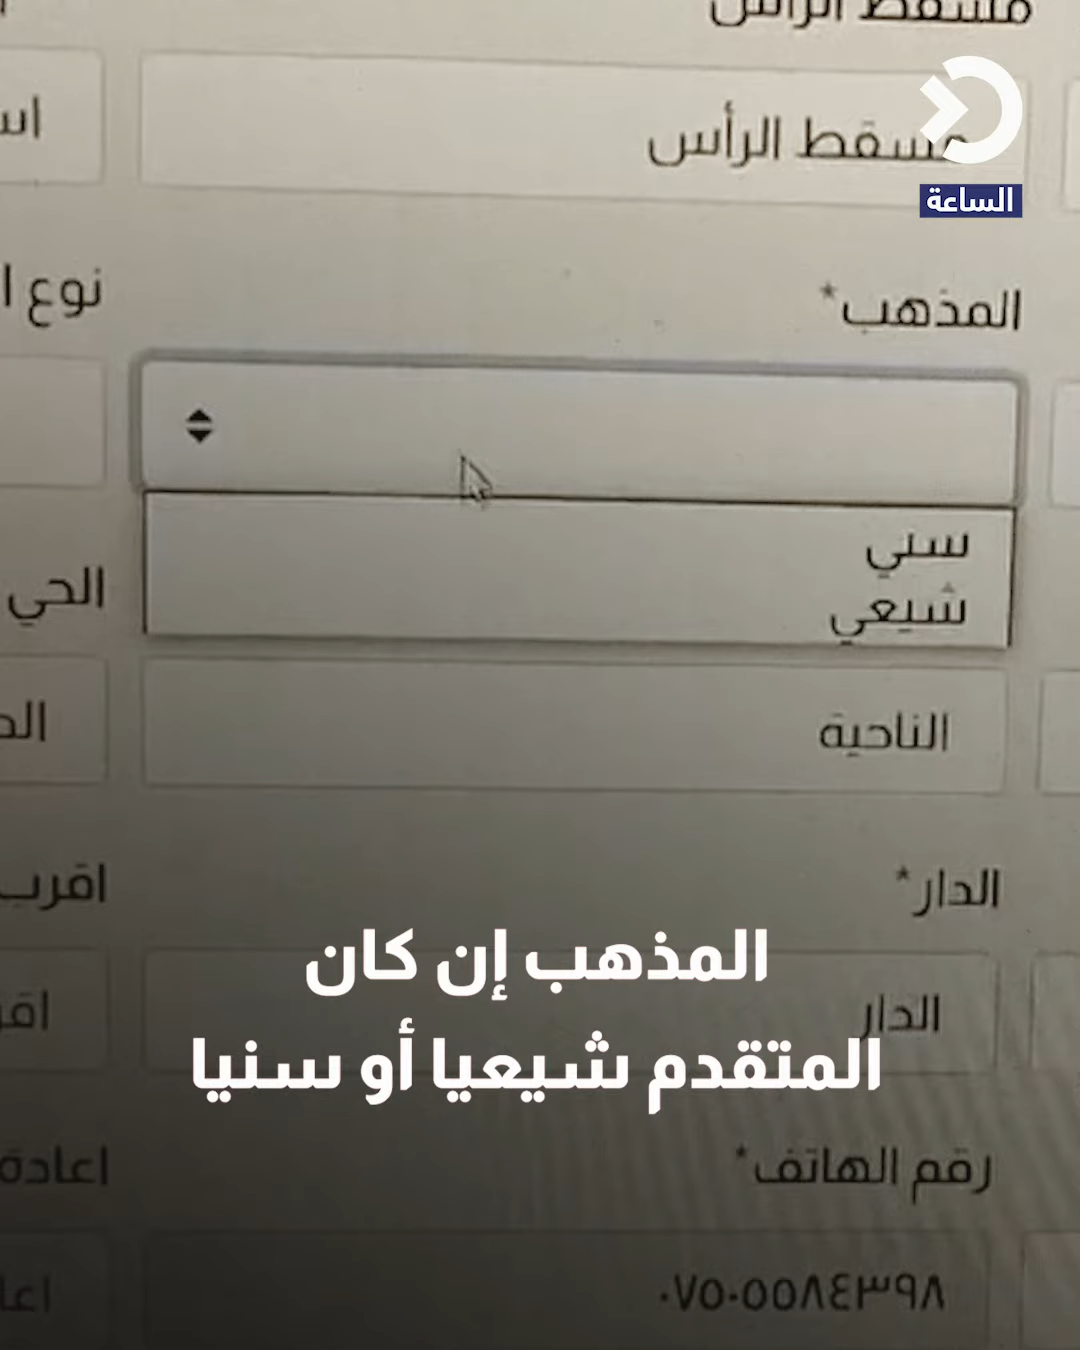 مسقط الرأس
مسقط الرأس
الساعة
المذهب*
نوع ا
سني
شيعي
الحي
الناحية
الدار*
اقرب
المذهب إن كان
الدار
المتقدم شيعيا أو سنيا
رقم الهاتف*
اعادة
٠٧٥٠٥٥٨٤٣٩٨